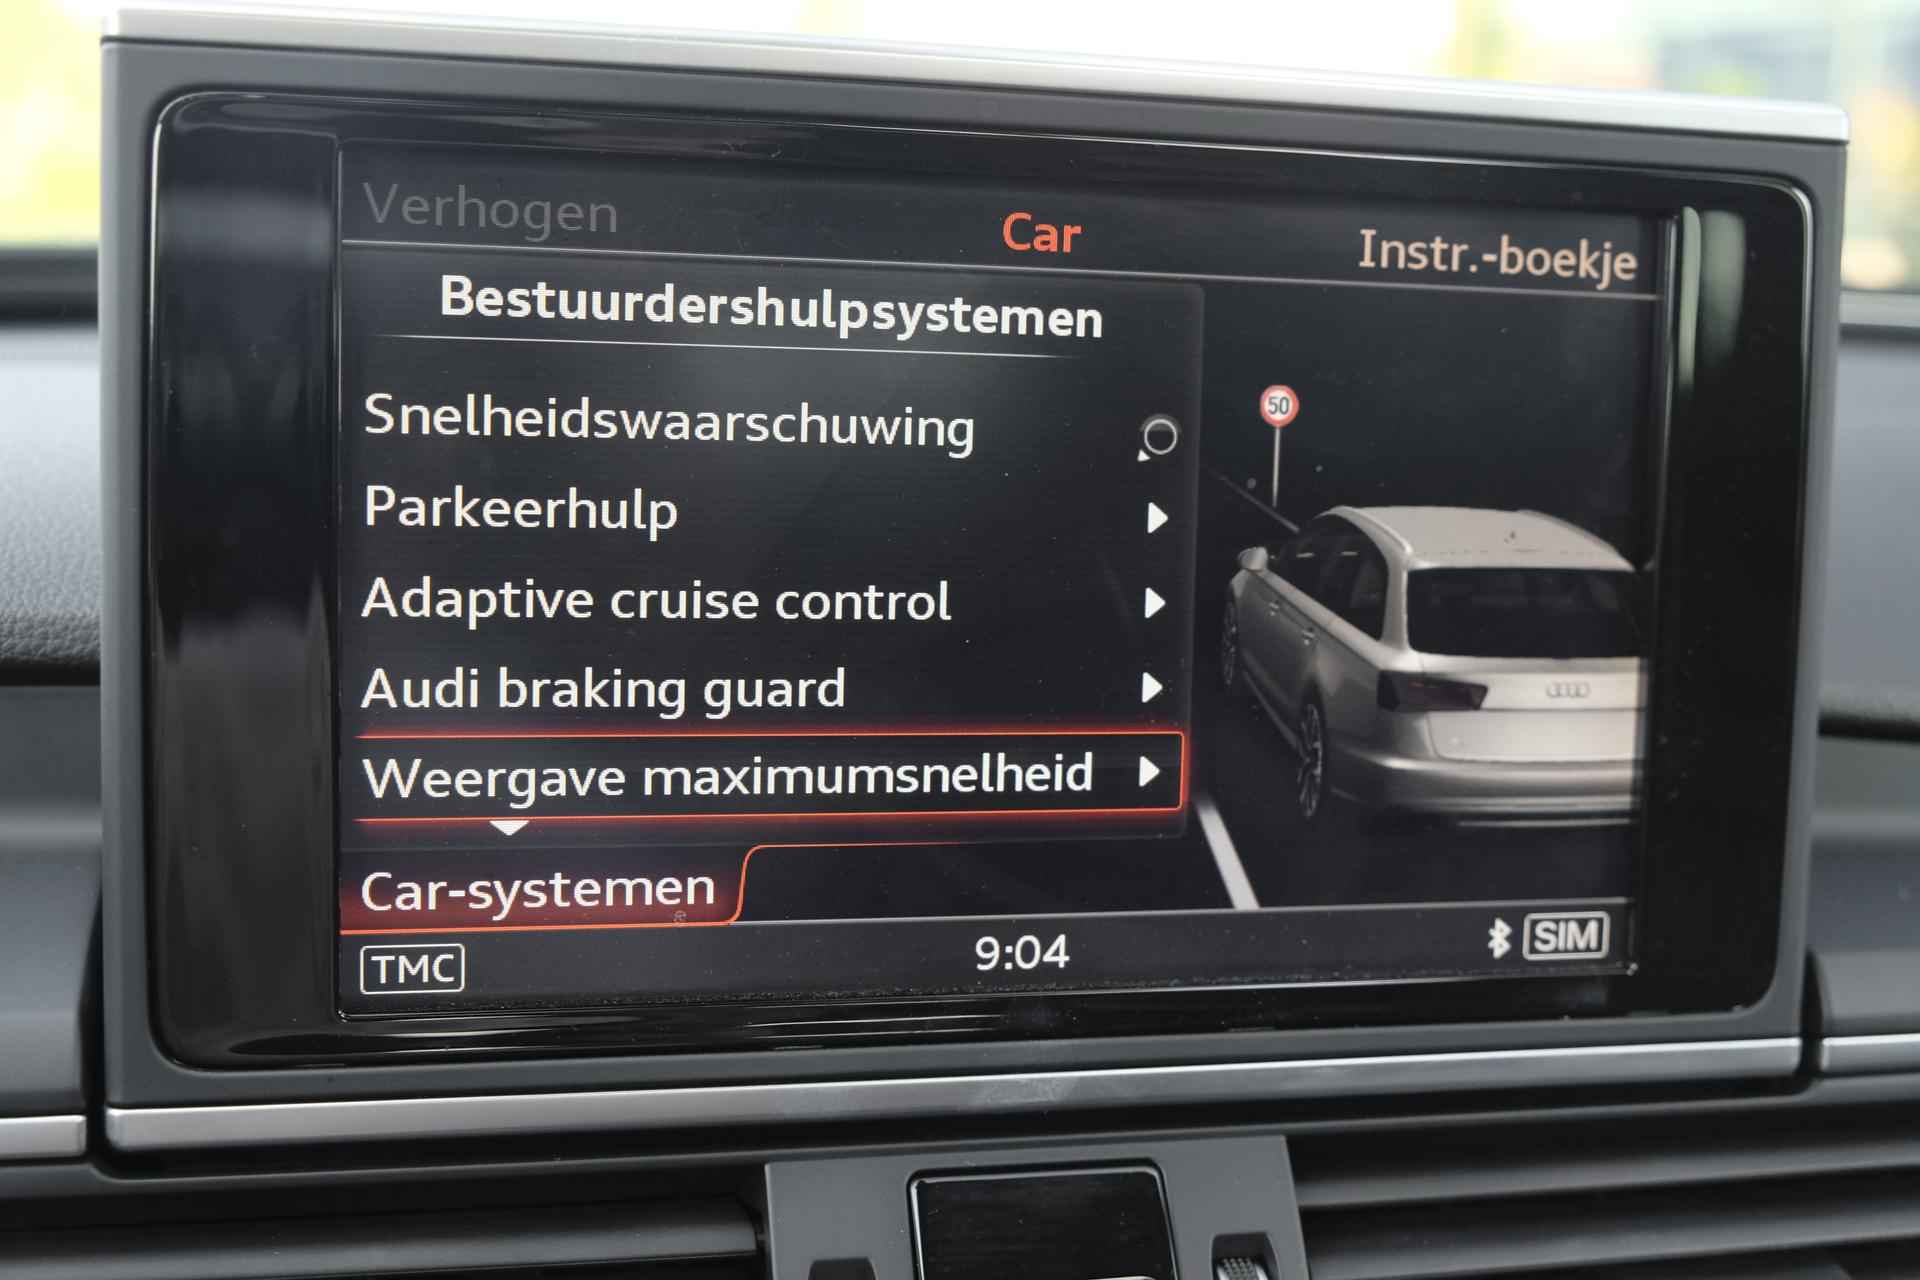 Verhogen
Car
Instr.-boekje
Bestuurdershulpsystemen
Snelheidswaarschuwing
Parkeerhulp
Adaptive cruise control
Audi braking guard
Weergave maximumsnelheid
50
Car-systemen
TMC
9:04
SIM